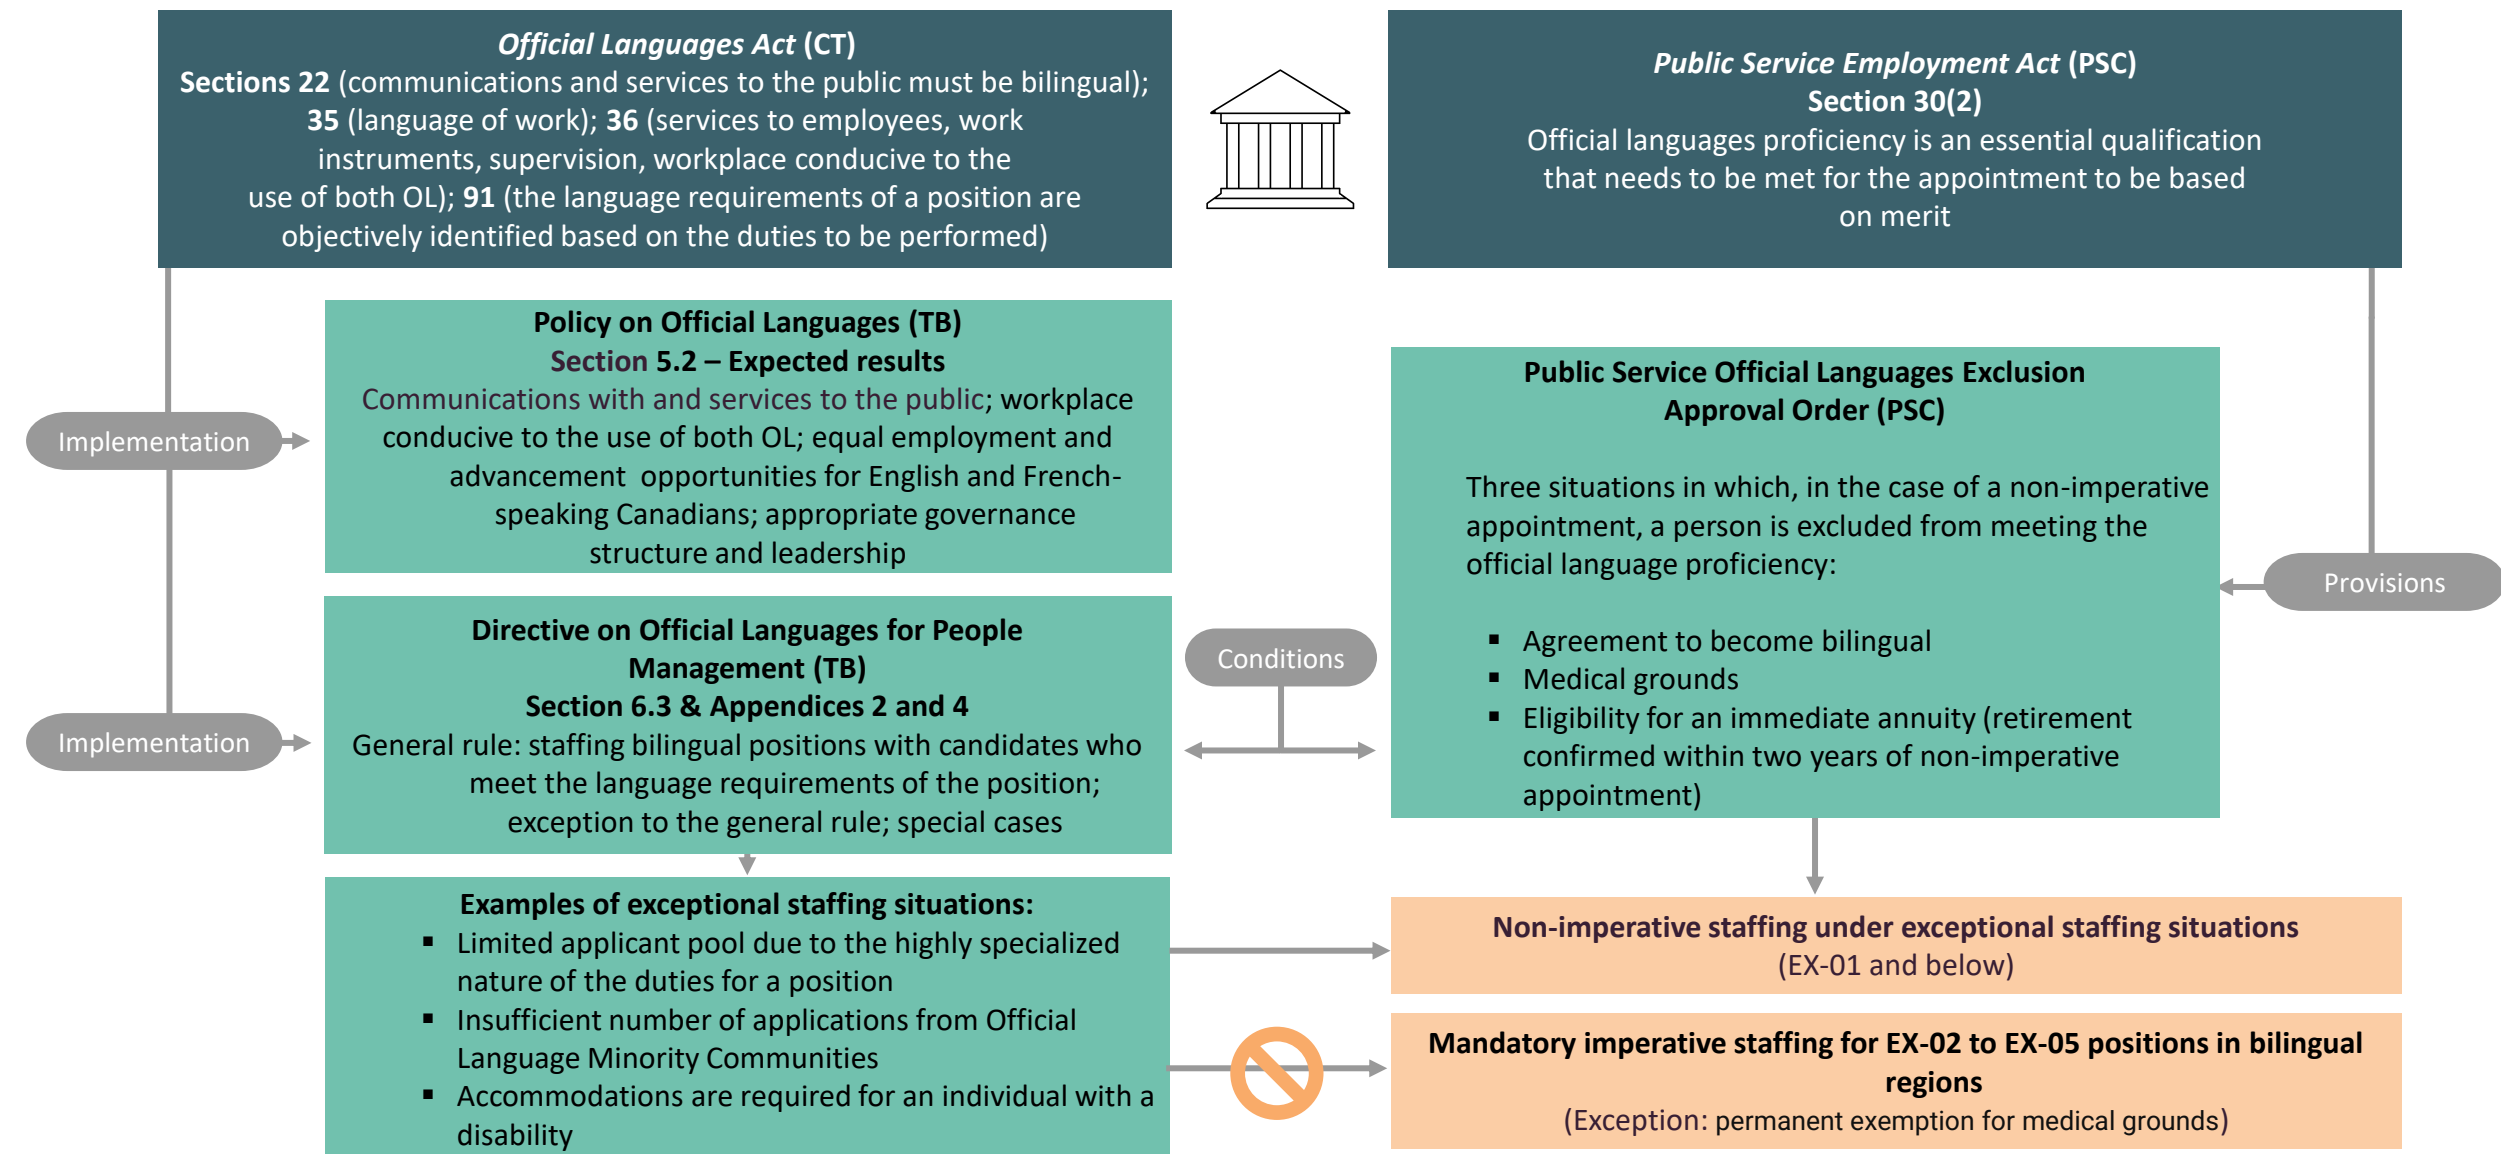 Official Languages Act (CT)
Sections 22 (communications and services to the public must be bilingual);
35 (language of work); 36 (services to employees, work
instruments, supervision, workplace conducive to the
use of both OL); 91 (the language requirements of a position are
objectively identified based on the duties to be performed)
Public Service Employment Act (PSC)
Section 30(2)
Official languages proficiency is an essential qualification
that needs to be met for the appointment to be based
on merit
Implementation
Policy on Official Languages (TB)
Section 5.2 – Expected results
Communications with and services to the public; workplace
conducive to the use of both OL; equal employment and
advancement  opportunities for English and French-
speaking Canadians; appropriate governance
structure and leadership
Implementation
Directive on Official Languages for People
Management (TB)
Section 6.3 & Appendices 2 and 4
General rule: staffing bilingual positions with candidates who
meet the language requirements of the position;
exception to the general rule; special cases
Conditions
Public Service Official Languages Exclusion
Approval Order (PSC)
Three situations in which, in the case of a non-imperative
appointment, a person is excluded from meeting the
official language proficiency:
▪ Agreement to become bilingual
▪ Medical grounds
▪ Eligibility for an immediate annuity (retirement
confirmed within two years of non-imperative
appointment)
Provisions
Examples of exceptional staffing situations:
▪ Limited applicant pool due to the highly specialized
nature of the duties for a position
▪ Insufficient number of applications from Official
Language Minority Communities
▪ Accommodations are required for an individual with a
disability
Non-imperative staffing under exceptional staffing situations
(EX-01 and below)
Mandatory imperative staffing for EX-02 to EX-05 positions in bilingual
regions
(Exception: permanent exemption for medical grounds)